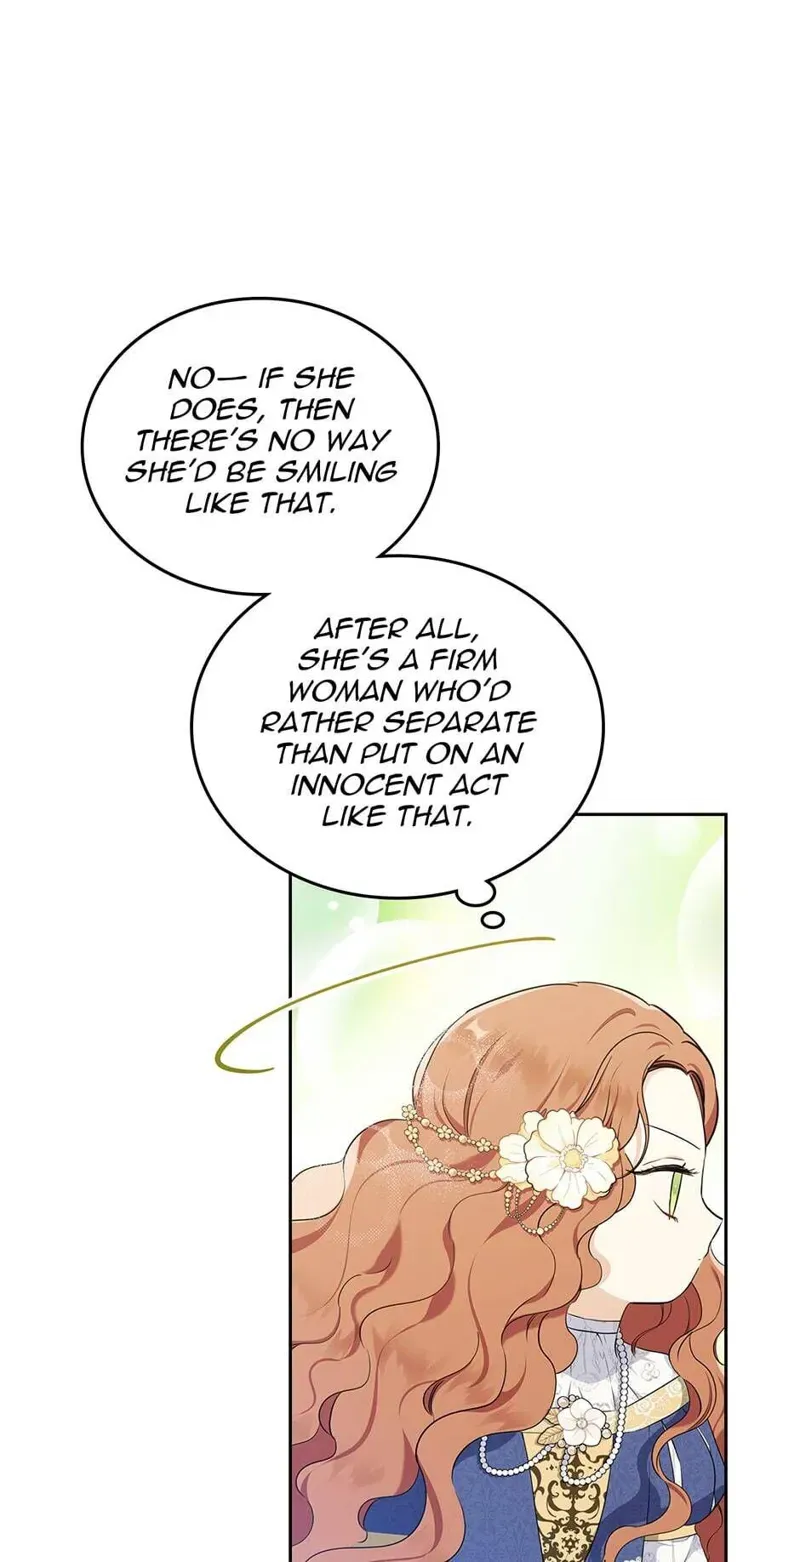 NO— IF SHE
DOES, THEN
THERE'S NO WAY
SHE'D BE SMILING
LIKE THAT.
AFTER ALL,
SHE'S A FIRM
WOMAN WHO'D
RATHER SEPARATE
THAN PUT ON AN
INNOCENT ACT
LIKE THAT.